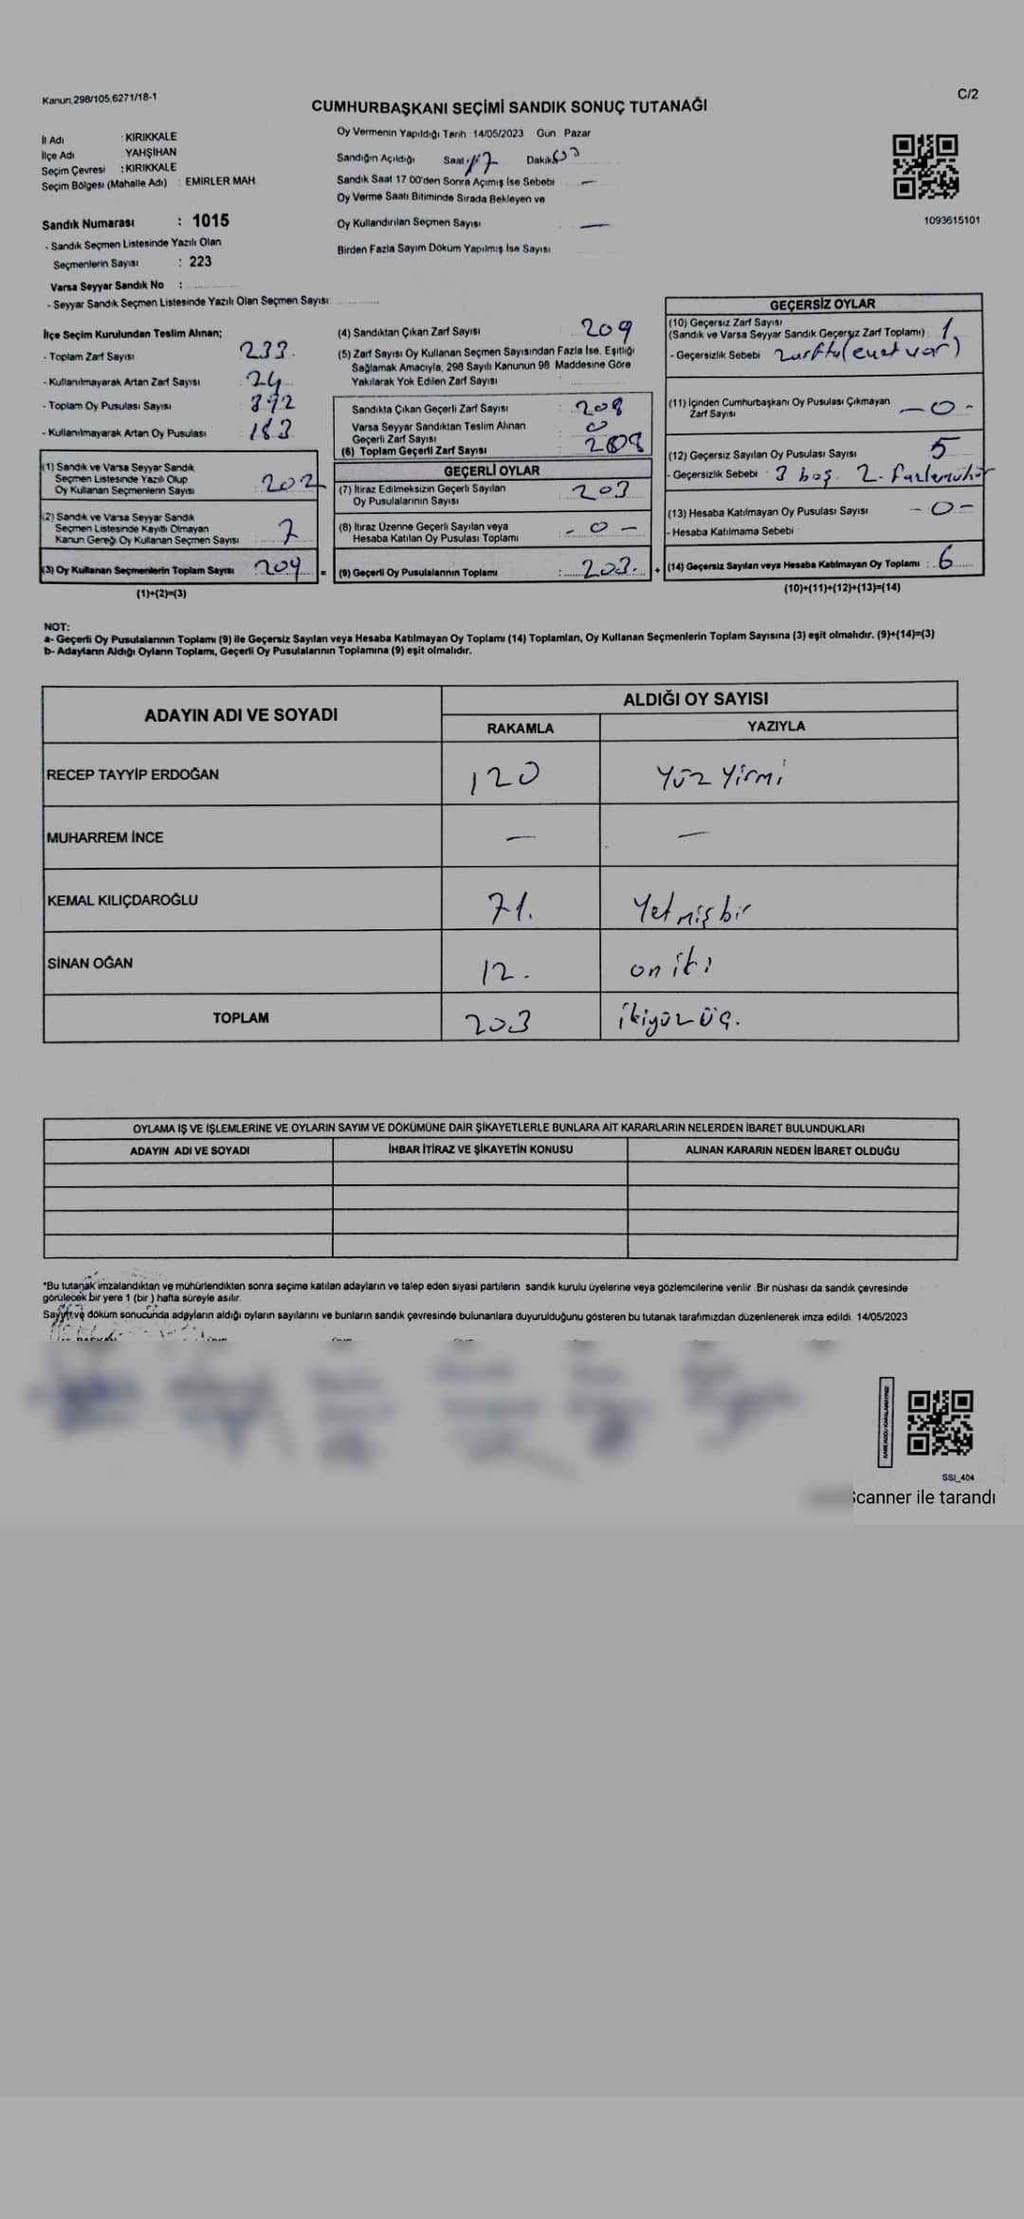 Kanun,298/105,6271/18-1
C/2
CUMHURBAŞKANI SEÇİMİ SANDIK SONUÇ TUTANAĞI
İl Adı : KIRIKKALE
İlçe Adı YAHŞİHAN
Seçim Çevresi : KIRIKKALE
Seçim Bölgesi (Mahalle Adı) : EMIRLER MAH
Sandık Numarası : 1015
- Sandık Seçmen Listesinde Yazılı Olan
Seçmenlerin Sayısı : 223
Varsa Seyyar Sandık No :
- Seyyar Sandık Seçmen Listesinde Yazılı Olan Seçmen Sayısı
Oy Vermenin Yapıldığı Tarih 14/05/2023 Gün Pazar
Sandığın Açıldığı Saat 17 Dakika
Sandık Saat 17 00'den Sonra Açımış İse Sebebi —
Oy Verme Saati Bitiminde Sırada Bekleyen ve
Oy Kullandırılan Seçmen Sayısı —
Birden Fazla Sayım Döküm Yapılmış İse Sayısı
1093615101
İlçe Seçim Kurulundan Teslim Alınan;
- Toplam Zarf Sayısı 233.
- Kullanılmayarak Artan Zarf Sayısı 24
- Toplam Oy Pusulası Sayısı 392
- Kullanılmayarak Artan Oy Pusulası 183
(1) Sandık ve Varsa Seyyar Sandık
Seçmen Listesinde Yazılı Olup
Oy Kullanan Seçmenlerin Sayısı 202
(2) Sandık ve Varsa Seyyar Sandık
Seçmen Listesinde Kayıtlı Olmayan
Kanun Gereği Oy Kullanan Seçmen Sayısı 7
(3) Oy Kullanan Seçmenlerin Toplam Sayısı 209 =
(1)+(2)=(3)
(4) Sandıktan Çıkan Zarf Sayısı 209
(5) Zarf Sayısı Oy Kullanan Seçmen Sayısından Fazla İse, Eşitliği
Sağlamak Amacıyla, 298 Sayılı Kanunun 98 Maddesine Göre
Yakılarak Yok Edilen Zarf Sayısı
Sandıkta Çıkan Geçerli Zarf Sayısı : 208
Varsa Seyyar Sandıktan Teslim Alınan
Geçerli Zarf Sayısı 0
(6) Toplam Geçerli Zarf Sayısı 208
GEÇERLİ OYLAR
(7) İtiraz Edilmeksizin Geçerli Sayılan
Oy Pusulalarının Sayısı : 203
(8) İtiraz Üzerine Geçerli Sayılan veya
Hesaba Katılan Oy Pusulası Toplamı - 0 -
(9) Geçerli Oy Pusulalarının Toplamı : 203. +
GEÇERSİZ OYLAR
(10) Geçersiz Zarf Sayısı
(Sandık ve Varsa Seyyar Sandık Geçersiz Zarf Toplamı) 1
- Geçersizlik Sebebi
(11) İçinden Cumhurbaşkanı Oy Pusulası Çıkmayan
Zarf Sayısı -0-
(12) Geçersiz Sayılan Oy Pusulası Sayısı 5
- Geçersizlik Sebebi 3 boş 2-
(13) Hesaba Katılmayan Oy Pusulası Sayısı -0-
- Hesaba Katılmama Sebebi
(14) Geçersiz Sayılan veya Hesaba Katılmayan Oy Toplamı : 6
(10)+(11)+(12)+(13)=(14)
NOT:
a- Geçerli Oy Pusulalarının Toplamı (9) ile Geçersiz Sayılan veya Hesaba Katılmayan Oy Toplamı (14) Toplamları, Oy Kullanan Seçmenlerin Toplam Sayısına (3) eşit olmalıdır. (9)+(14)=(3)
b- Adayların Aldığı Oyların Toplamı, Geçerli Oy Pusulalarının Toplamına (9) eşit olmalıdır.
ADAYIN ADI VE SOYADI
ALDIĞI OY SAYISI
RAKAMLA YAZIYLA
RECEP TAYYİP ERDOĞAN 120 Yüz Yirmi
MUHARREM İNCE — —
KEMAL KILIÇDAROĞLU 71. Yetmişbir
SİNAN OĞAN 12. on iki
TOPLAM 203 ikiyüz üç.
OYLAMA İŞ VE İŞLEMLERİNE VE OYLARIN SAYIM VE DÖKÜMÜNE DAİR ŞİKAYETLERLE BUNLARA AİT KARARLARIN NELERDEN İBARET BULUNDUKLARI
ADAYIN ADI VE SOYADI İHBAR İTİRAZ VE ŞİKAYETİN KONUSU ALINAN KARARIN NEDEN İBARET OLDUĞU
*Bu tutanak imzalandıktan ve mühürlendikten sonra seçime katılan adayların ve talep eden siyasi partilerin sandık kurulu üyelerine veya gözlemcilerine verilir. Bir nüshası da sandık çevresinde
görülecek bir yere 1 (bir) hafta süreyle asılır.
Sayım ve döküm sonucunda adayların aldığı oyların sayılarını ve bunların sandık çevresinde bulunanlara duyurulduğunu gösteren bu tutanak tarafımızdan düzenlenerek imza edildi. 14/05/2023
SSI_404
Scanner ile tarandı